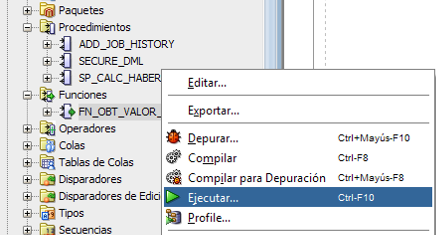 Paquetes
Procedimientos
ADD_JOB_HISTORY
SECURE_DML
SP_CALC_HABER
Funciones
FN_OBT_VALOR_
Operadores
Colas
Tablas de Colas
Disparadores
Disparadores de Edici
Tipos
Secuencias
Editar...
Exportar...
Depurar... Ctrl+Mayús-F10
Compilar Ctrl-F8
Compilar para Depuración Ctrl+Mayús-F8
Ejecutar... Ctrl-F10
Profile...